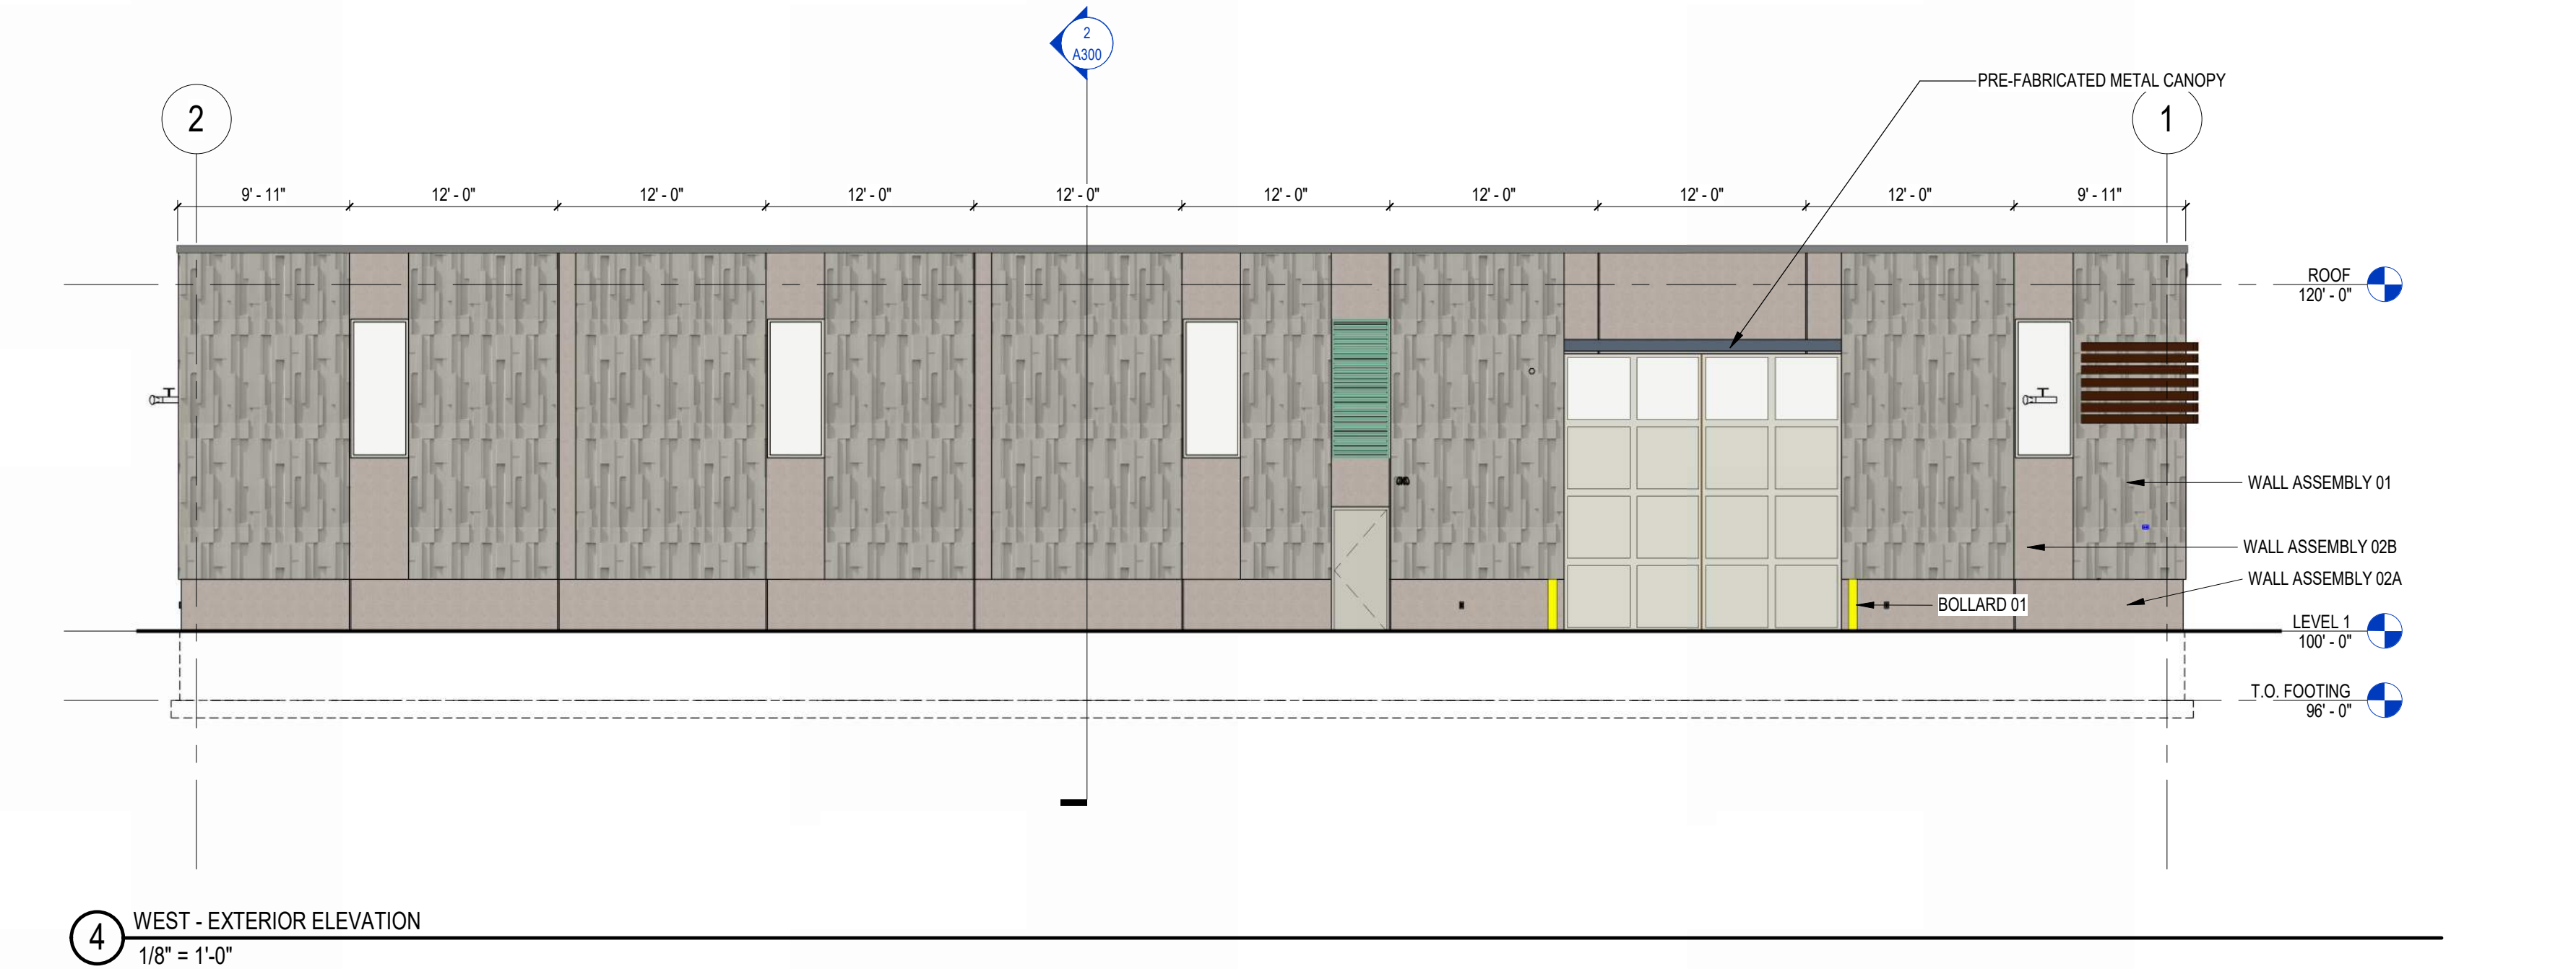 2
A300
PRE-FABRICATED METAL CANOPY
2
1
9' - 11"
12' - 0"
12' - 0"
12' - 0"
12' - 0"
12' - 0"
12' - 0"
12' - 0"
12' - 0"
9' - 11"
ROOF
120' - 0"
WALL ASSEMBLY 01
WALL ASSEMBLY 02B
WALL ASSEMBLY 02A
BOLLARD 01
LEVEL 1
100' - 0"
T.O. FOOTING
96' - 0"
4
WEST - EXTERIOR ELEVATION
1/8" = 1'-0"